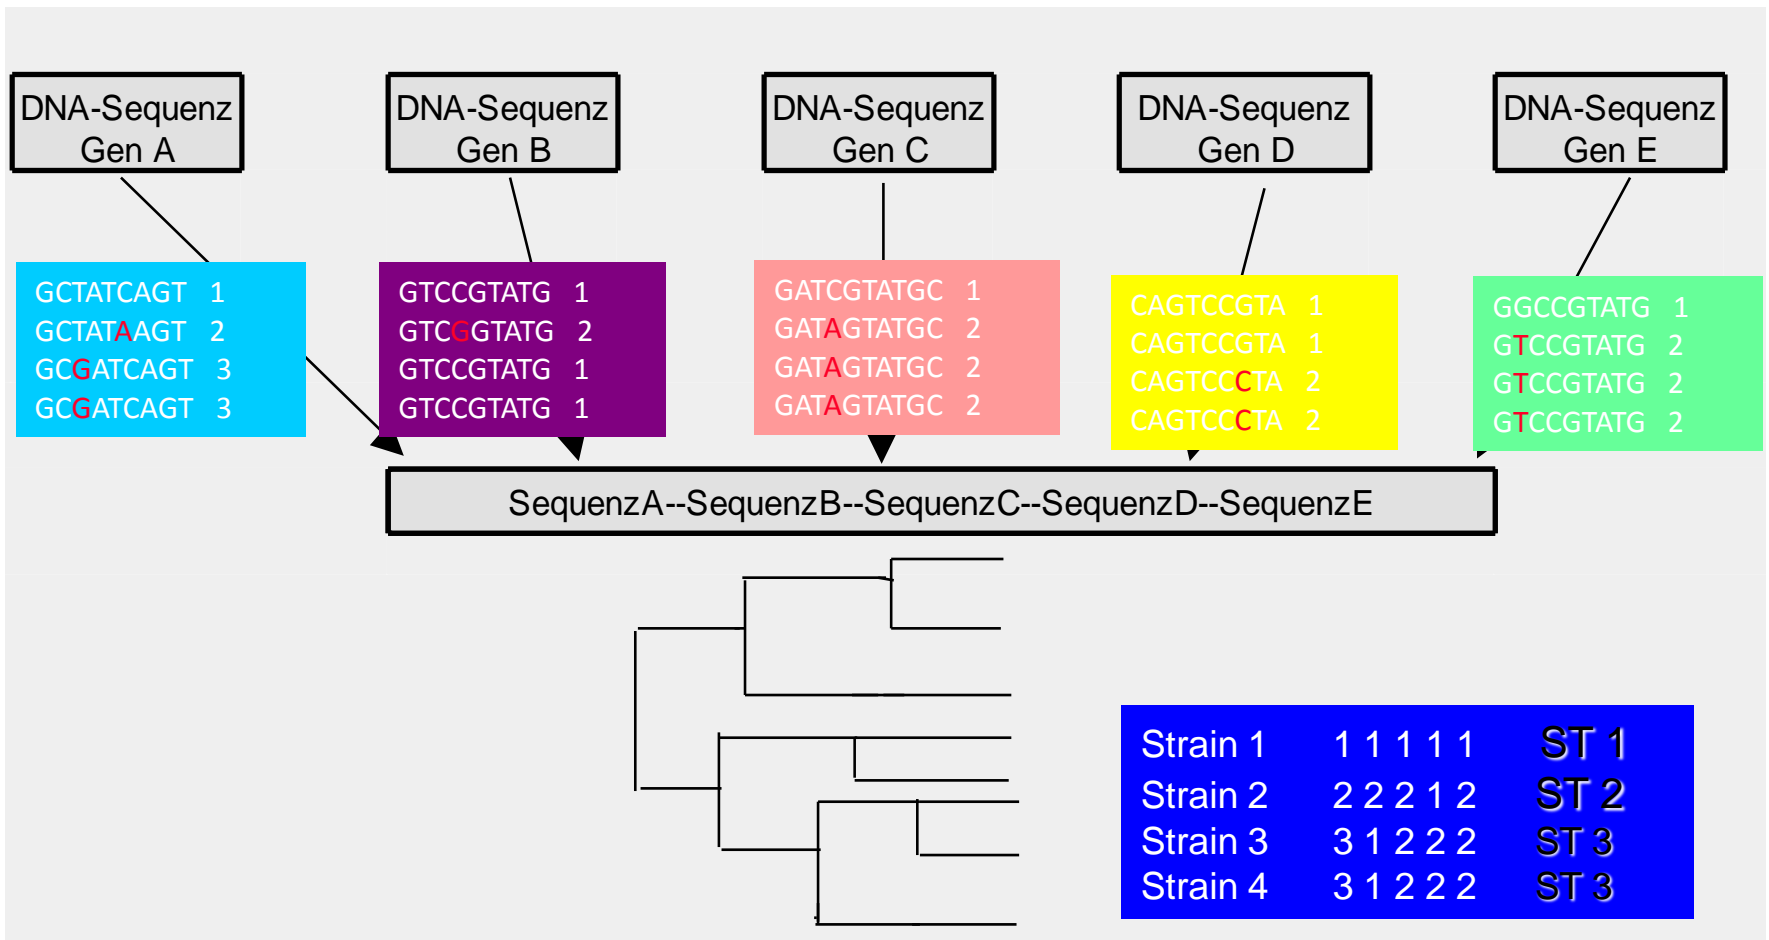 DNA-Sequenz
Gen A
DNA-Sequenz
Gen B
DNA-Sequenz
Gen C
DNA-Sequenz
Gen D
DNA-Sequenz
Gen E
GCTATCAGT 1
GCTATAAGT 2
GCGATCAGT 3
GCGATCAGT 3
GTCCGTATG 1
GTCGGTATG 2
GTCCGTATG 1
GTCCGTATG 1
GATCGTATGC 1
GATAGTATGC 2
GATAGTATGC 2
GATAGTATGC 2
CAGTCCGTA 1
CAGTCCGTA 1
CAGTCCCTA 2
CAGTCCCTA 2
GGCCGTATG 1
GTCCGTATG 2
GTCCGTATG 2
GTCCGTATG 2
SequenzA--SequenzB--SequenzC--SequenzD--SequenzE
Strain 1 1 1 1 1 1 ST 1
Strain 2 2 2 2 1 2 ST 2
Strain 3 3 1 2 2 2 ST 3
Strain 4 3 1 2 2 2 ST 3